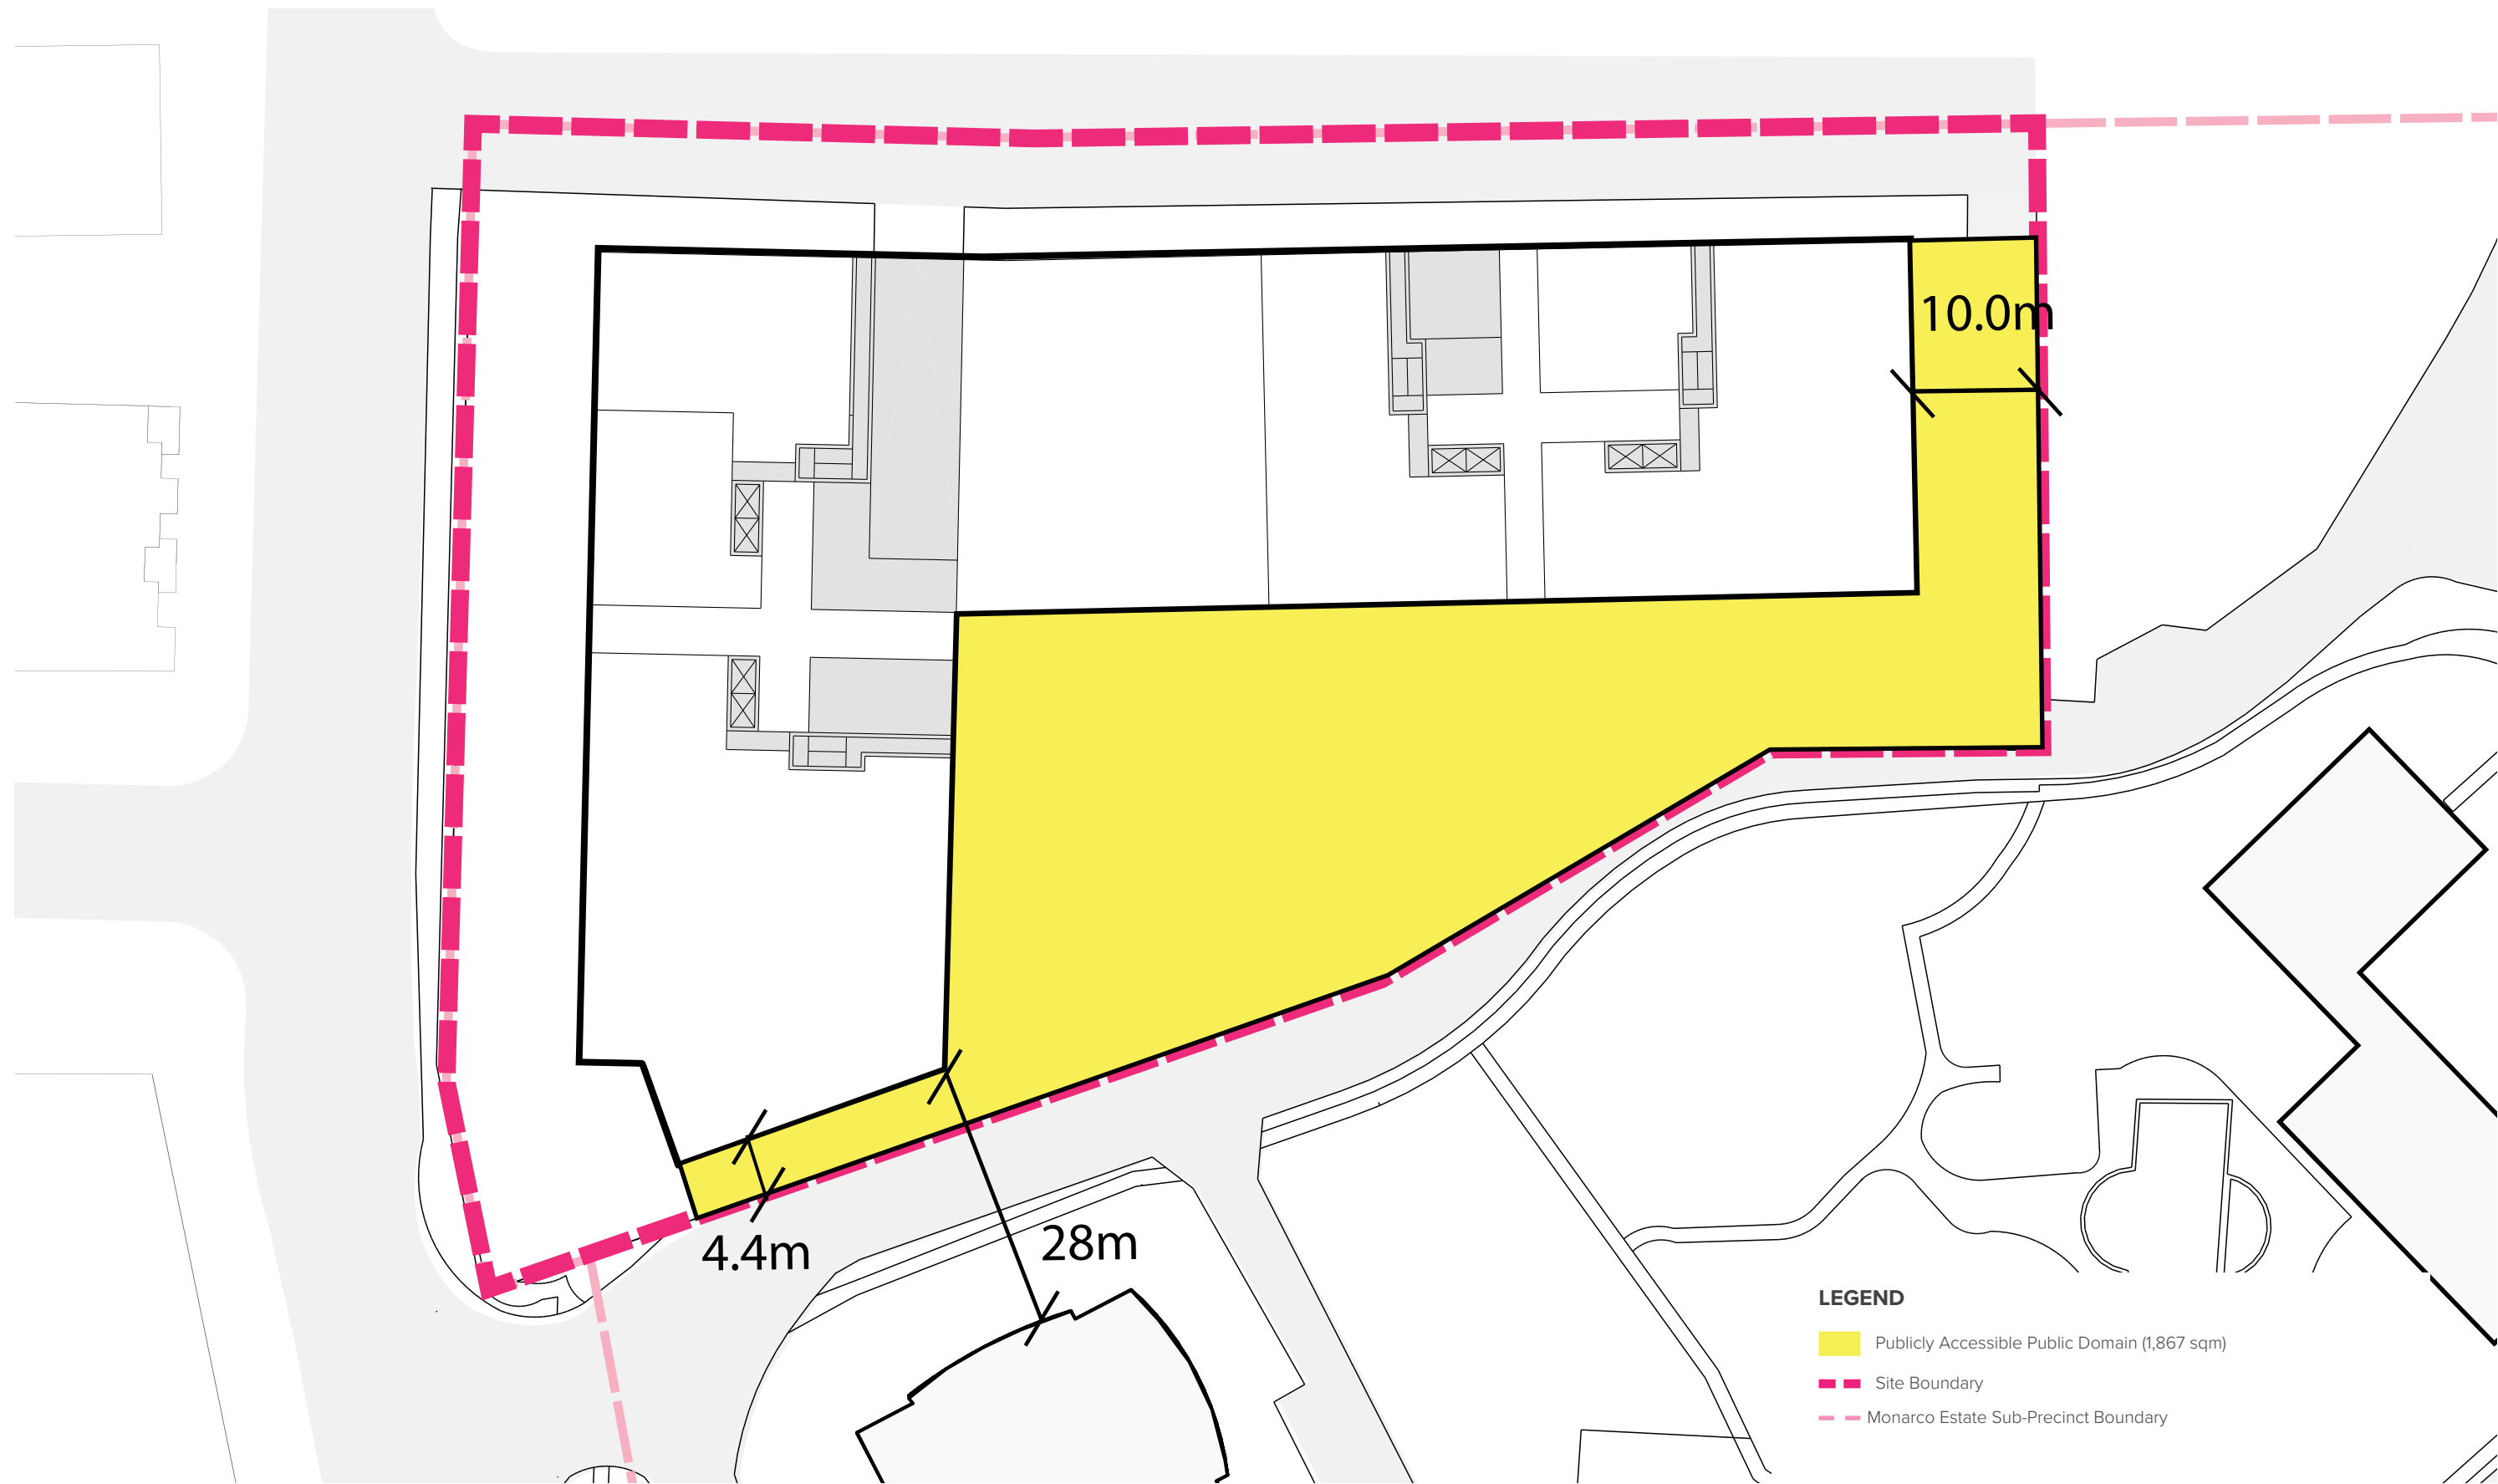 10.0m
4.4m
28m
LEGEND
Publicly Accessible Public Domain (1,867 sqm)
Site Boundary
Monarco Estate Sub-Precinct Boundary